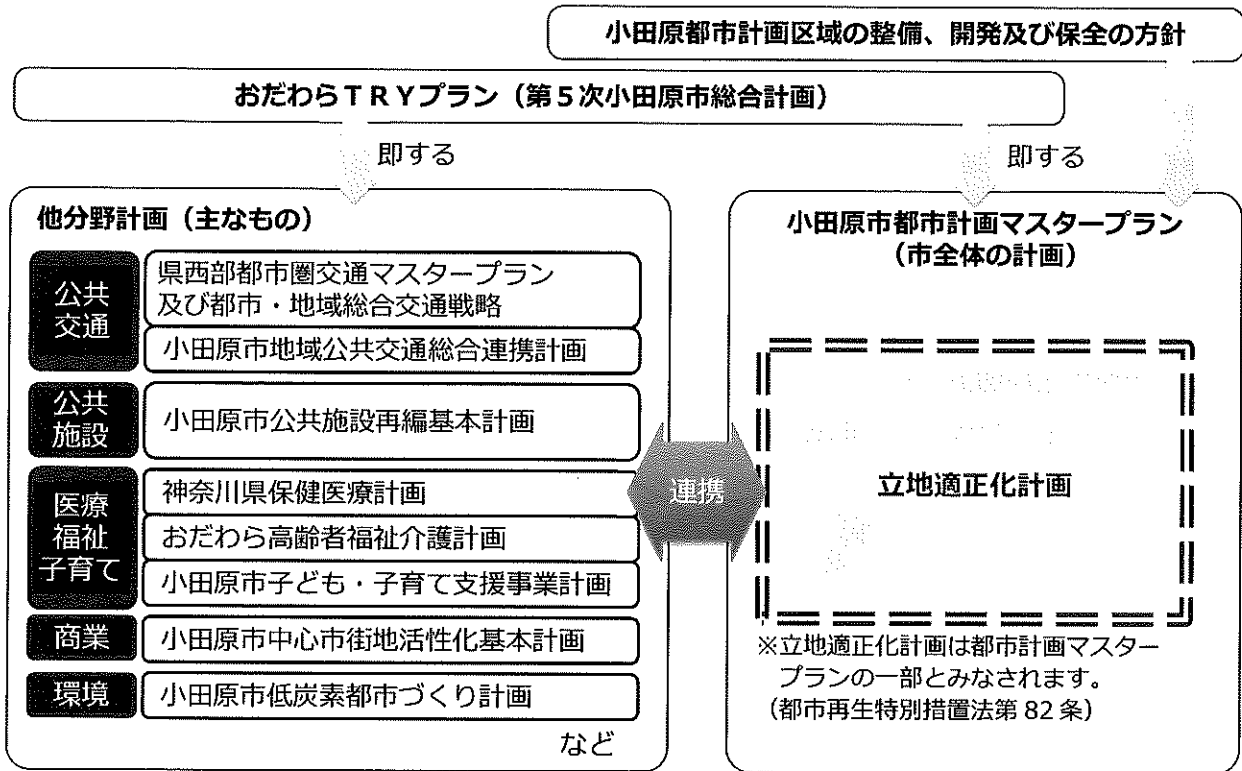 小田原都市計画区域の整備、開発及び保全の方針
おだわらＴＲＹプラン（第５次小田原市総合計画）
即する
即する
他分野計画（主なもの）
公共
交通
県西部都市圏交通マスタープラン
及び都市・地域総合交通戦略
小田原市地域公共交通総合連携計画
公共
施設
小田原市公共施設再編基本計画
医療
福祉
子育て
神奈川県保健医療計画
おだわら高齢者福祉介護計画
小田原市子ども・子育て支援事業計画
商業
小田原市中心市街地活性化基本計画
環境
小田原市低炭素都市づくり計画
など
連携
小田原市都市計画マスタープラン
（市全体の計画）
立地適正化計画
※立地適正化計画は都市計画マスター
プランの一部とみなされます。
（都市再生特別措置法第 82 条）